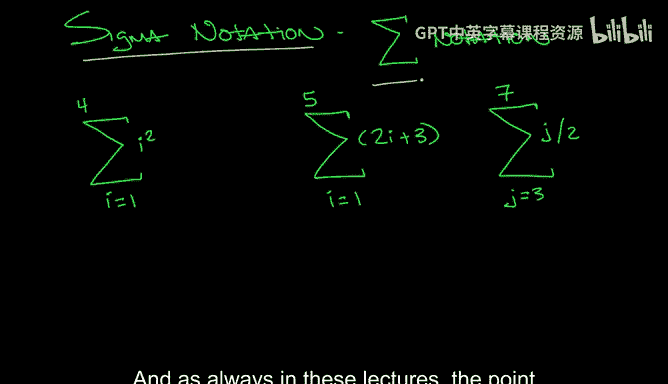 Sigma Notation - ∑ Notation
GPT中英字幕课程资源 bilibili
4 5 7
∑ i² ∑ (2i+3) ∑ j/2
i=1 i=1 j=3
And as always in these lectures, the point